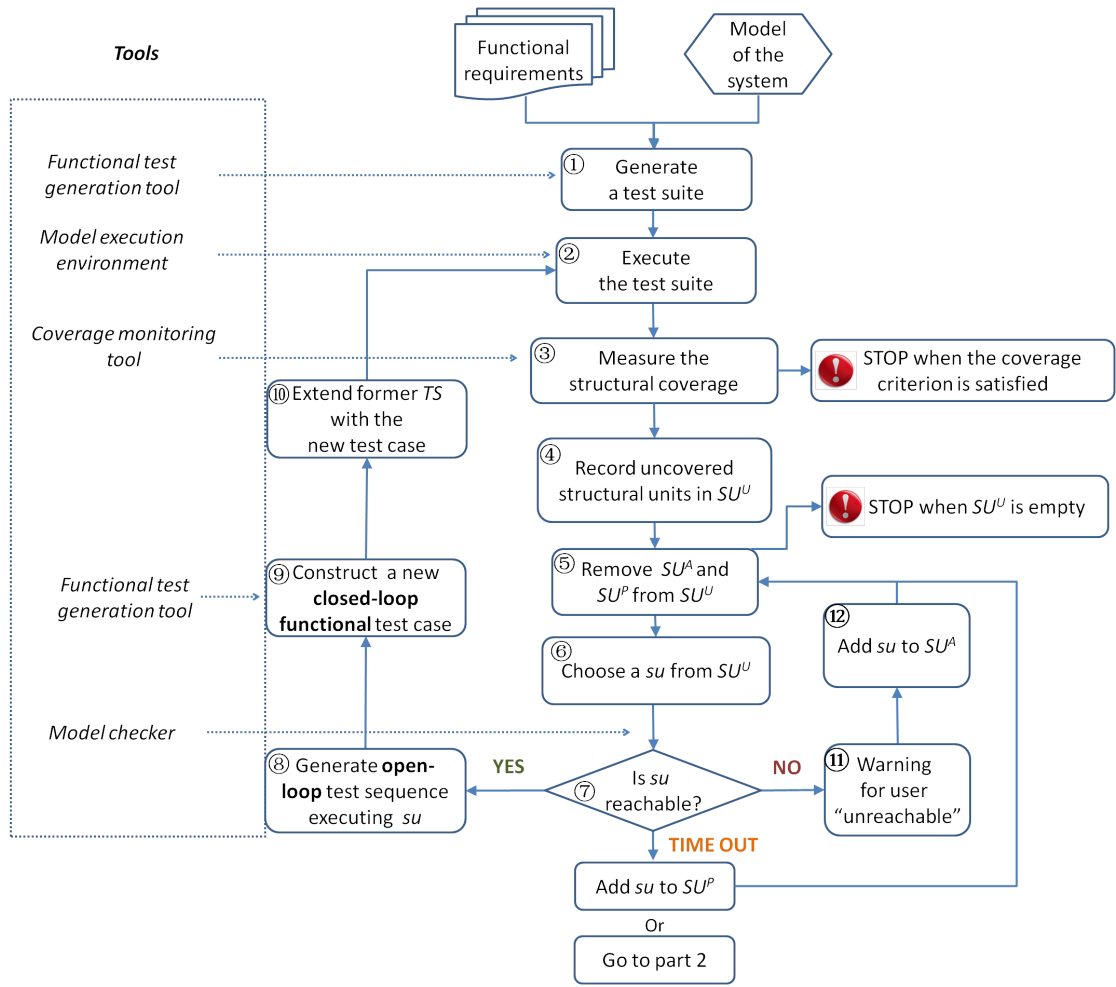 Tools
Functional
requirements
Model
of the
system
Functional test
generation tool
①
Generate
a test suite
Model execution
environment
②
Execute
the test suite
Coverage monitoring
tool
③
Measure the
structural coverage
STOP when the coverage
criterion is satisfied
⑩ Extend former TS
with the
new test case
④
Record uncovered
structural units in SUᵁ
STOP when SUᵁ is empty
⑤ Remove SUᴬ and
SUᴾ from SUᵁ
Functional test
generation tool
⑨ Construct a new
closed-loop
functional test case
⑫
Add su to SUᴬ
⑥
Choose a su from SUᵁ
Model checker
⑧ Generate open-
loop test sequence
executing su
YES
⑦
Is su
reachable?
NO
⑪
Warning
for user
“unreachable”
TIME OUT
Add su to SUᴾ
Or
Go to part 2